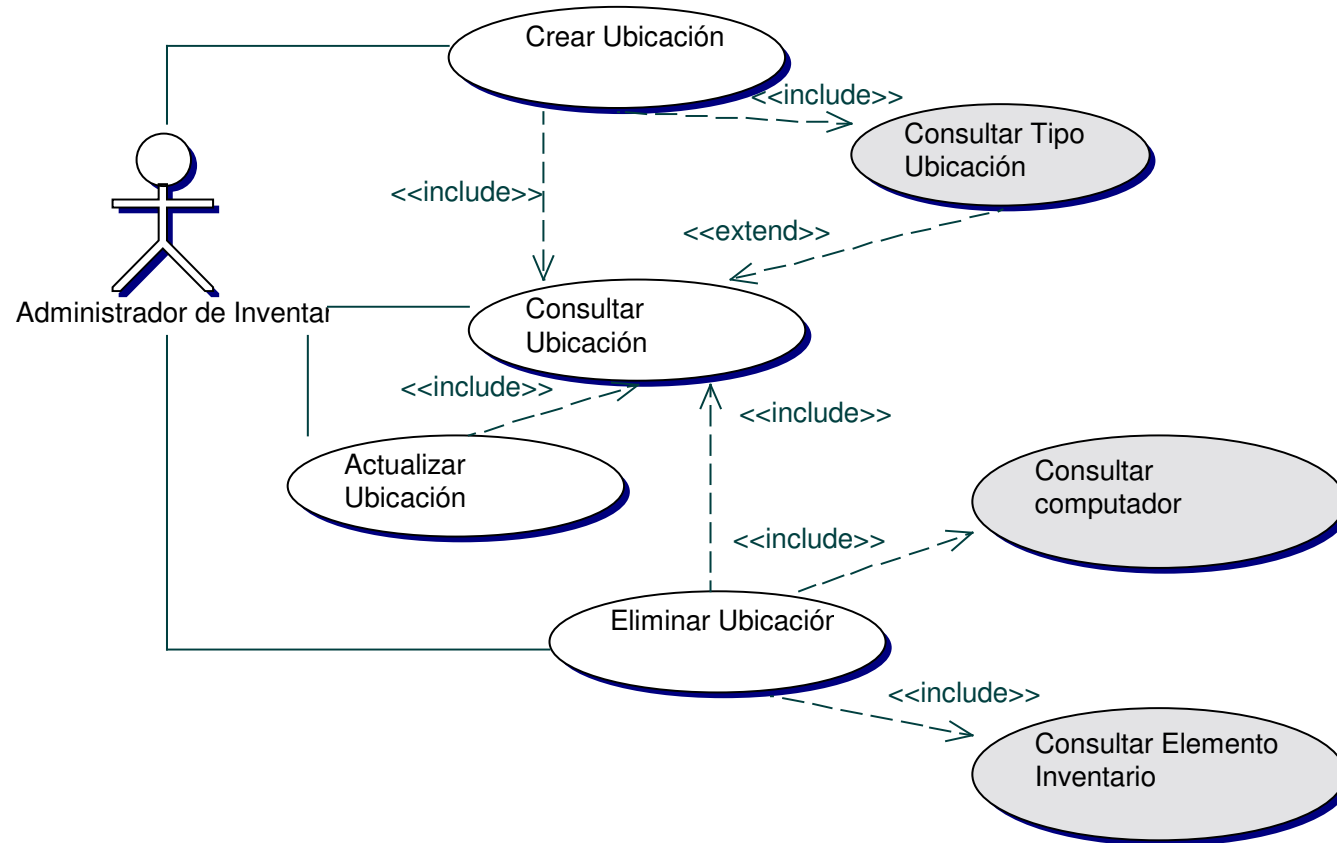 Crear Ubicación
<<include>>
Consultar Tipo
Ubicación
<<include>>
<<extend>>
Administrador de Inventar
Consultar
Ubicación
<<include>>
<<include>>
Actualizar
Ubicación
Consultar
computador
<<include>>
Eliminar Ubicaciór
<<include>>
Consultar Elemento
Inventario